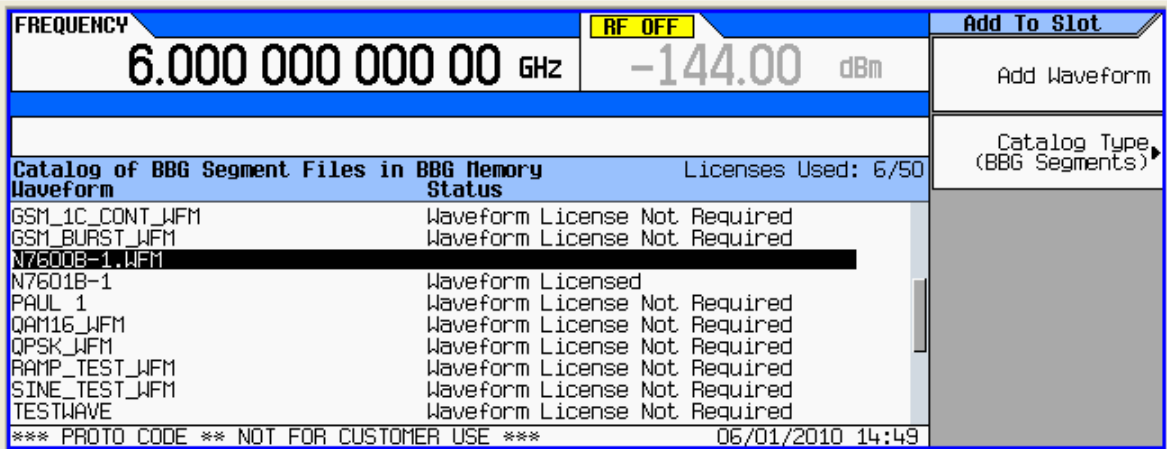 FREQUENCY
6.000 000 000 00 GHz
RF OFF
-144.00 dBm
Add To Slot
Add Waveform
Catalog Type
(BBG Segments)
Catalog of BBG Segment Files in BBG Memory Licenses Used: 6/50
Waveform Status
GSM_1C_CONT_WFM Waveform License Not Required
GSM_BURST_WFM Waveform License Not Required
N7600B-1.WFM
N7601B-1 Waveform Licensed
PAUL 1 Waveform License Not Required
QAM16_WFM Waveform License Not Required
QPSK_WFM Waveform License Not Required
RAMP_TEST_WFM Waveform License Not Required
SINE_TEST_WFM Waveform License Not Required
TESTWAVE Waveform License Not Required
*** PROTO CODE ** NOT FOR CUSTOMER USE *** 06/01/2010 14:49